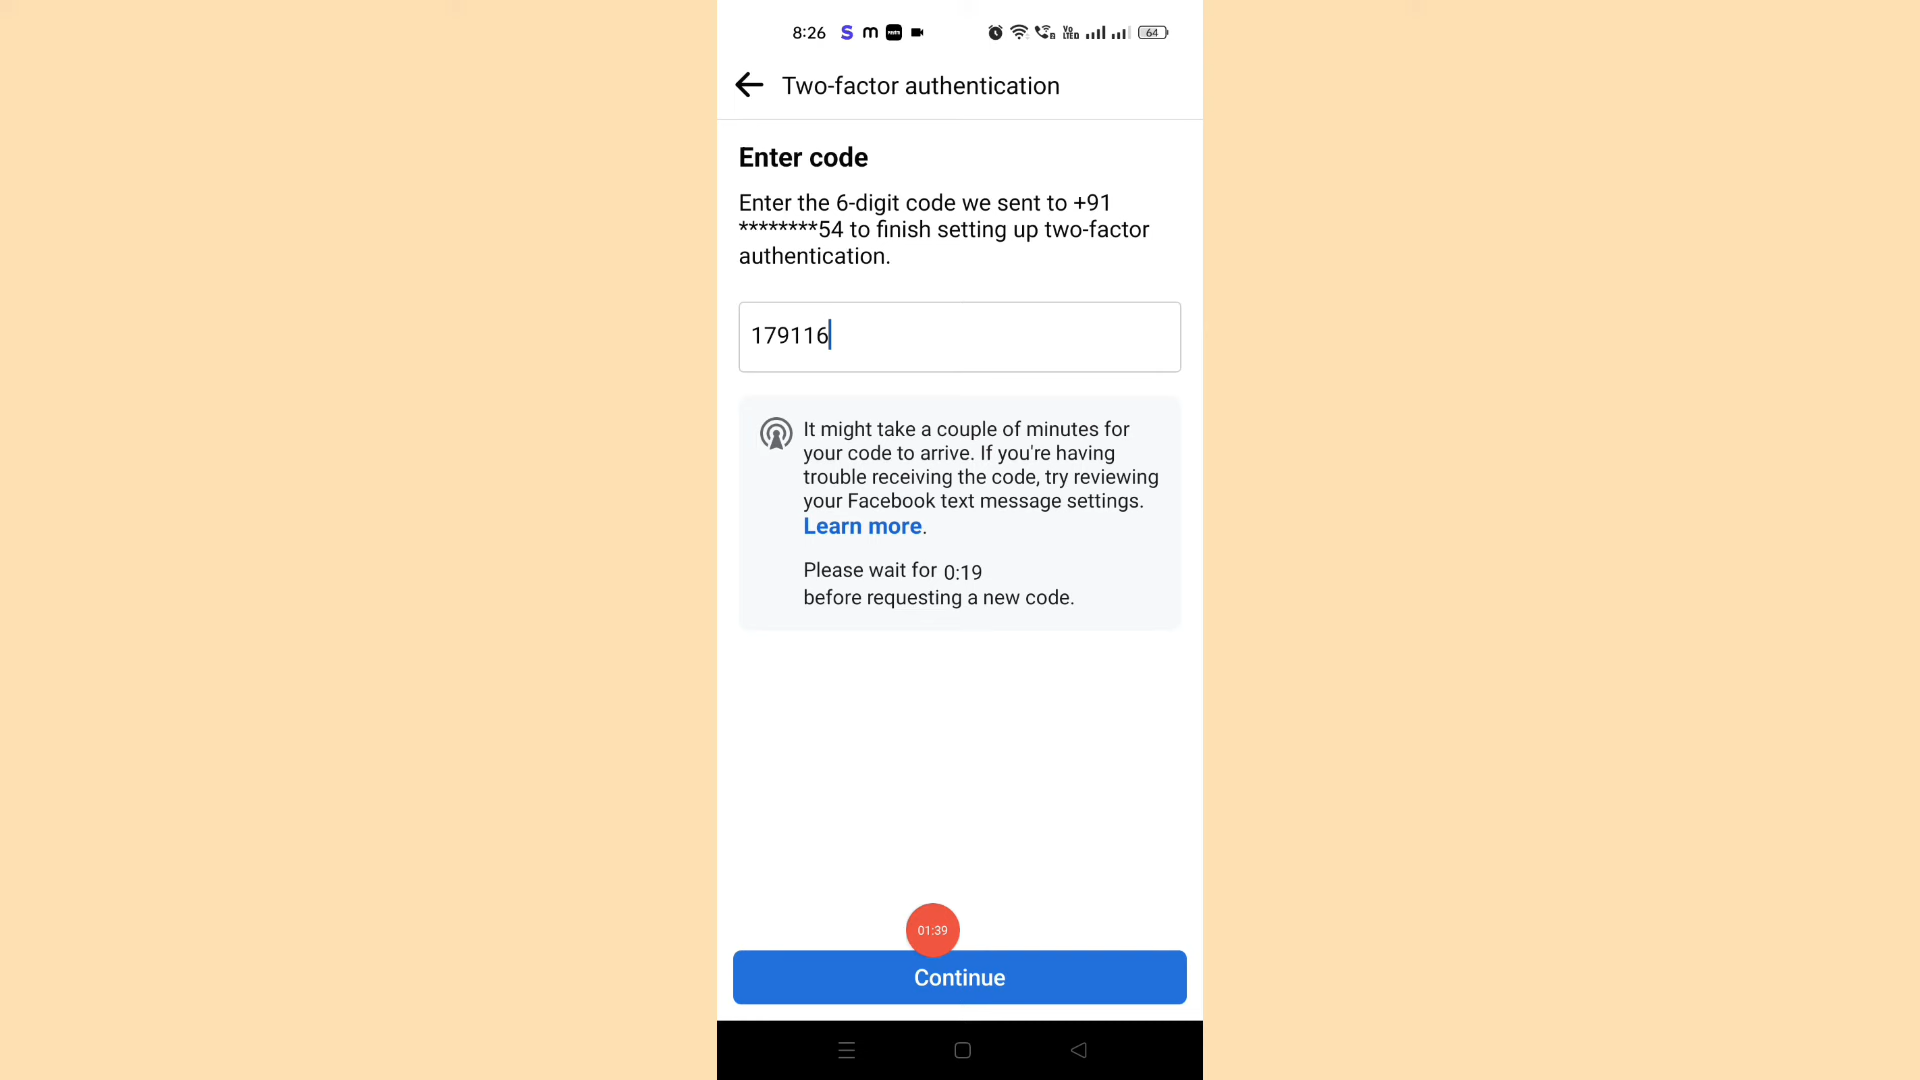 8:26 S m
VO LTE 64
Two-factor authentication
Enter code
Enter the 6-digit code we sent to +91
********54 to finish setting up two-factor
authentication.
179116
It might take a couple of minutes for
your code to arrive. If you're having
trouble receiving the code, try reviewing
your Facebook text message settings.
Learn more.
Please wait for 0:19
before requesting a new code.
01:39
Continue